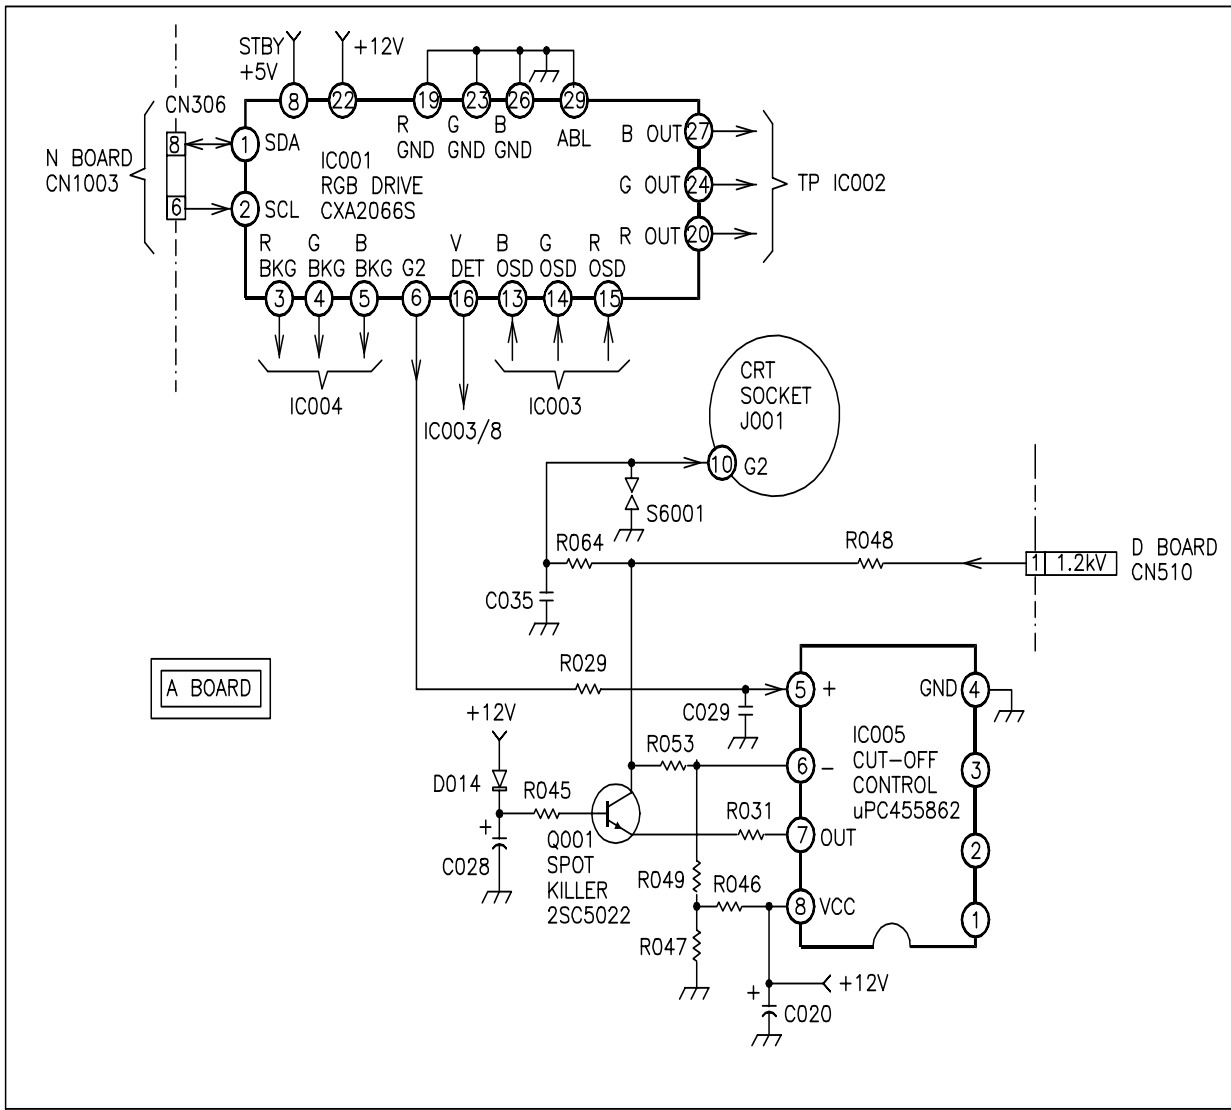 STBY
+5V
+12V
CN306
8
22
19
23
26
29
R
GND
G
GND
B
GND
ABL
N BOARD
CN1003
8
6
1
SDA
2
SCL
IC001
RGB DRIVE
CXA2066S
B OUT
27
G OUT
24
R OUT
20
TP IC002
R
BKG
G
BKG
B
BKG
G2
V
DET
B
OSD
G
OSD
R
OSD
3
4
5
6
16
13
14
15
IC004
IC003/8
IC003
CRT
SOCKET
J001
10
G2
S6001
R064
R048
1
1.2kV
D BOARD
CN510
C035
A BOARD
R029
C029
5
+
GND
4
+12V
D014
R045
R053
6
-
IC005
CUT-OFF
CONTROL
uPC455862
3
R031
7
OUT
2
+
C028
Q001
SPOT
KILLER
2SC5022
R049
R046
8
VCC
1
R047
+12V
+
C020